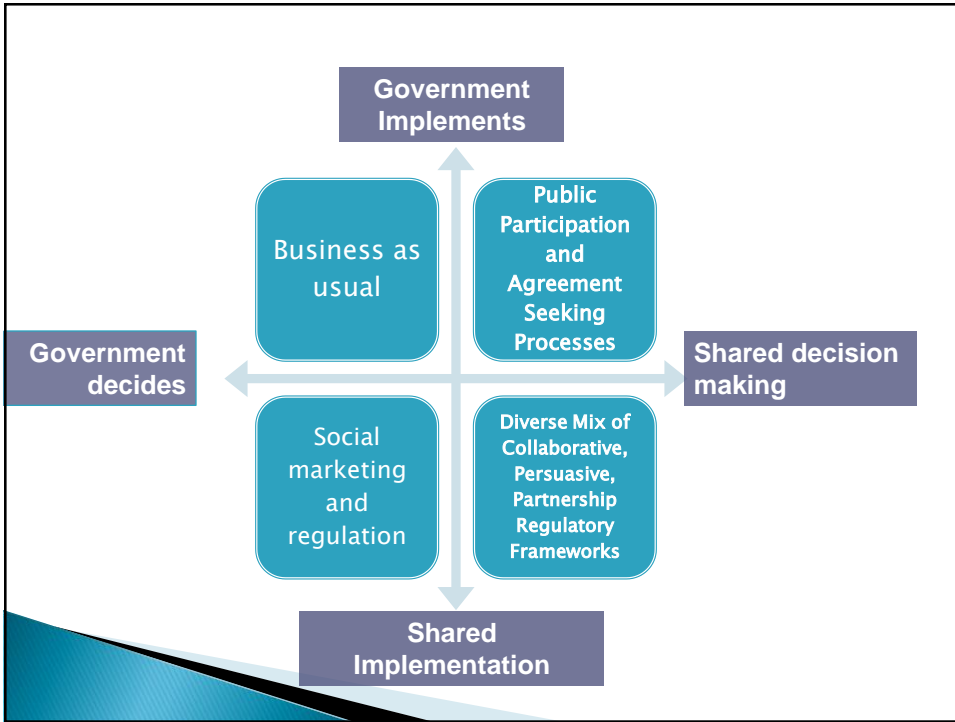 Government
Implements
Business as
usual
Public
Participation
and
Agreement
Seeking
Processes
Government
decides
Shared decision
making
Social
marketing
and
regulation
Diverse Mix of
Collaborative,
Persuasive,
Partnership
Regulatory
Frameworks
Shared
Implementation